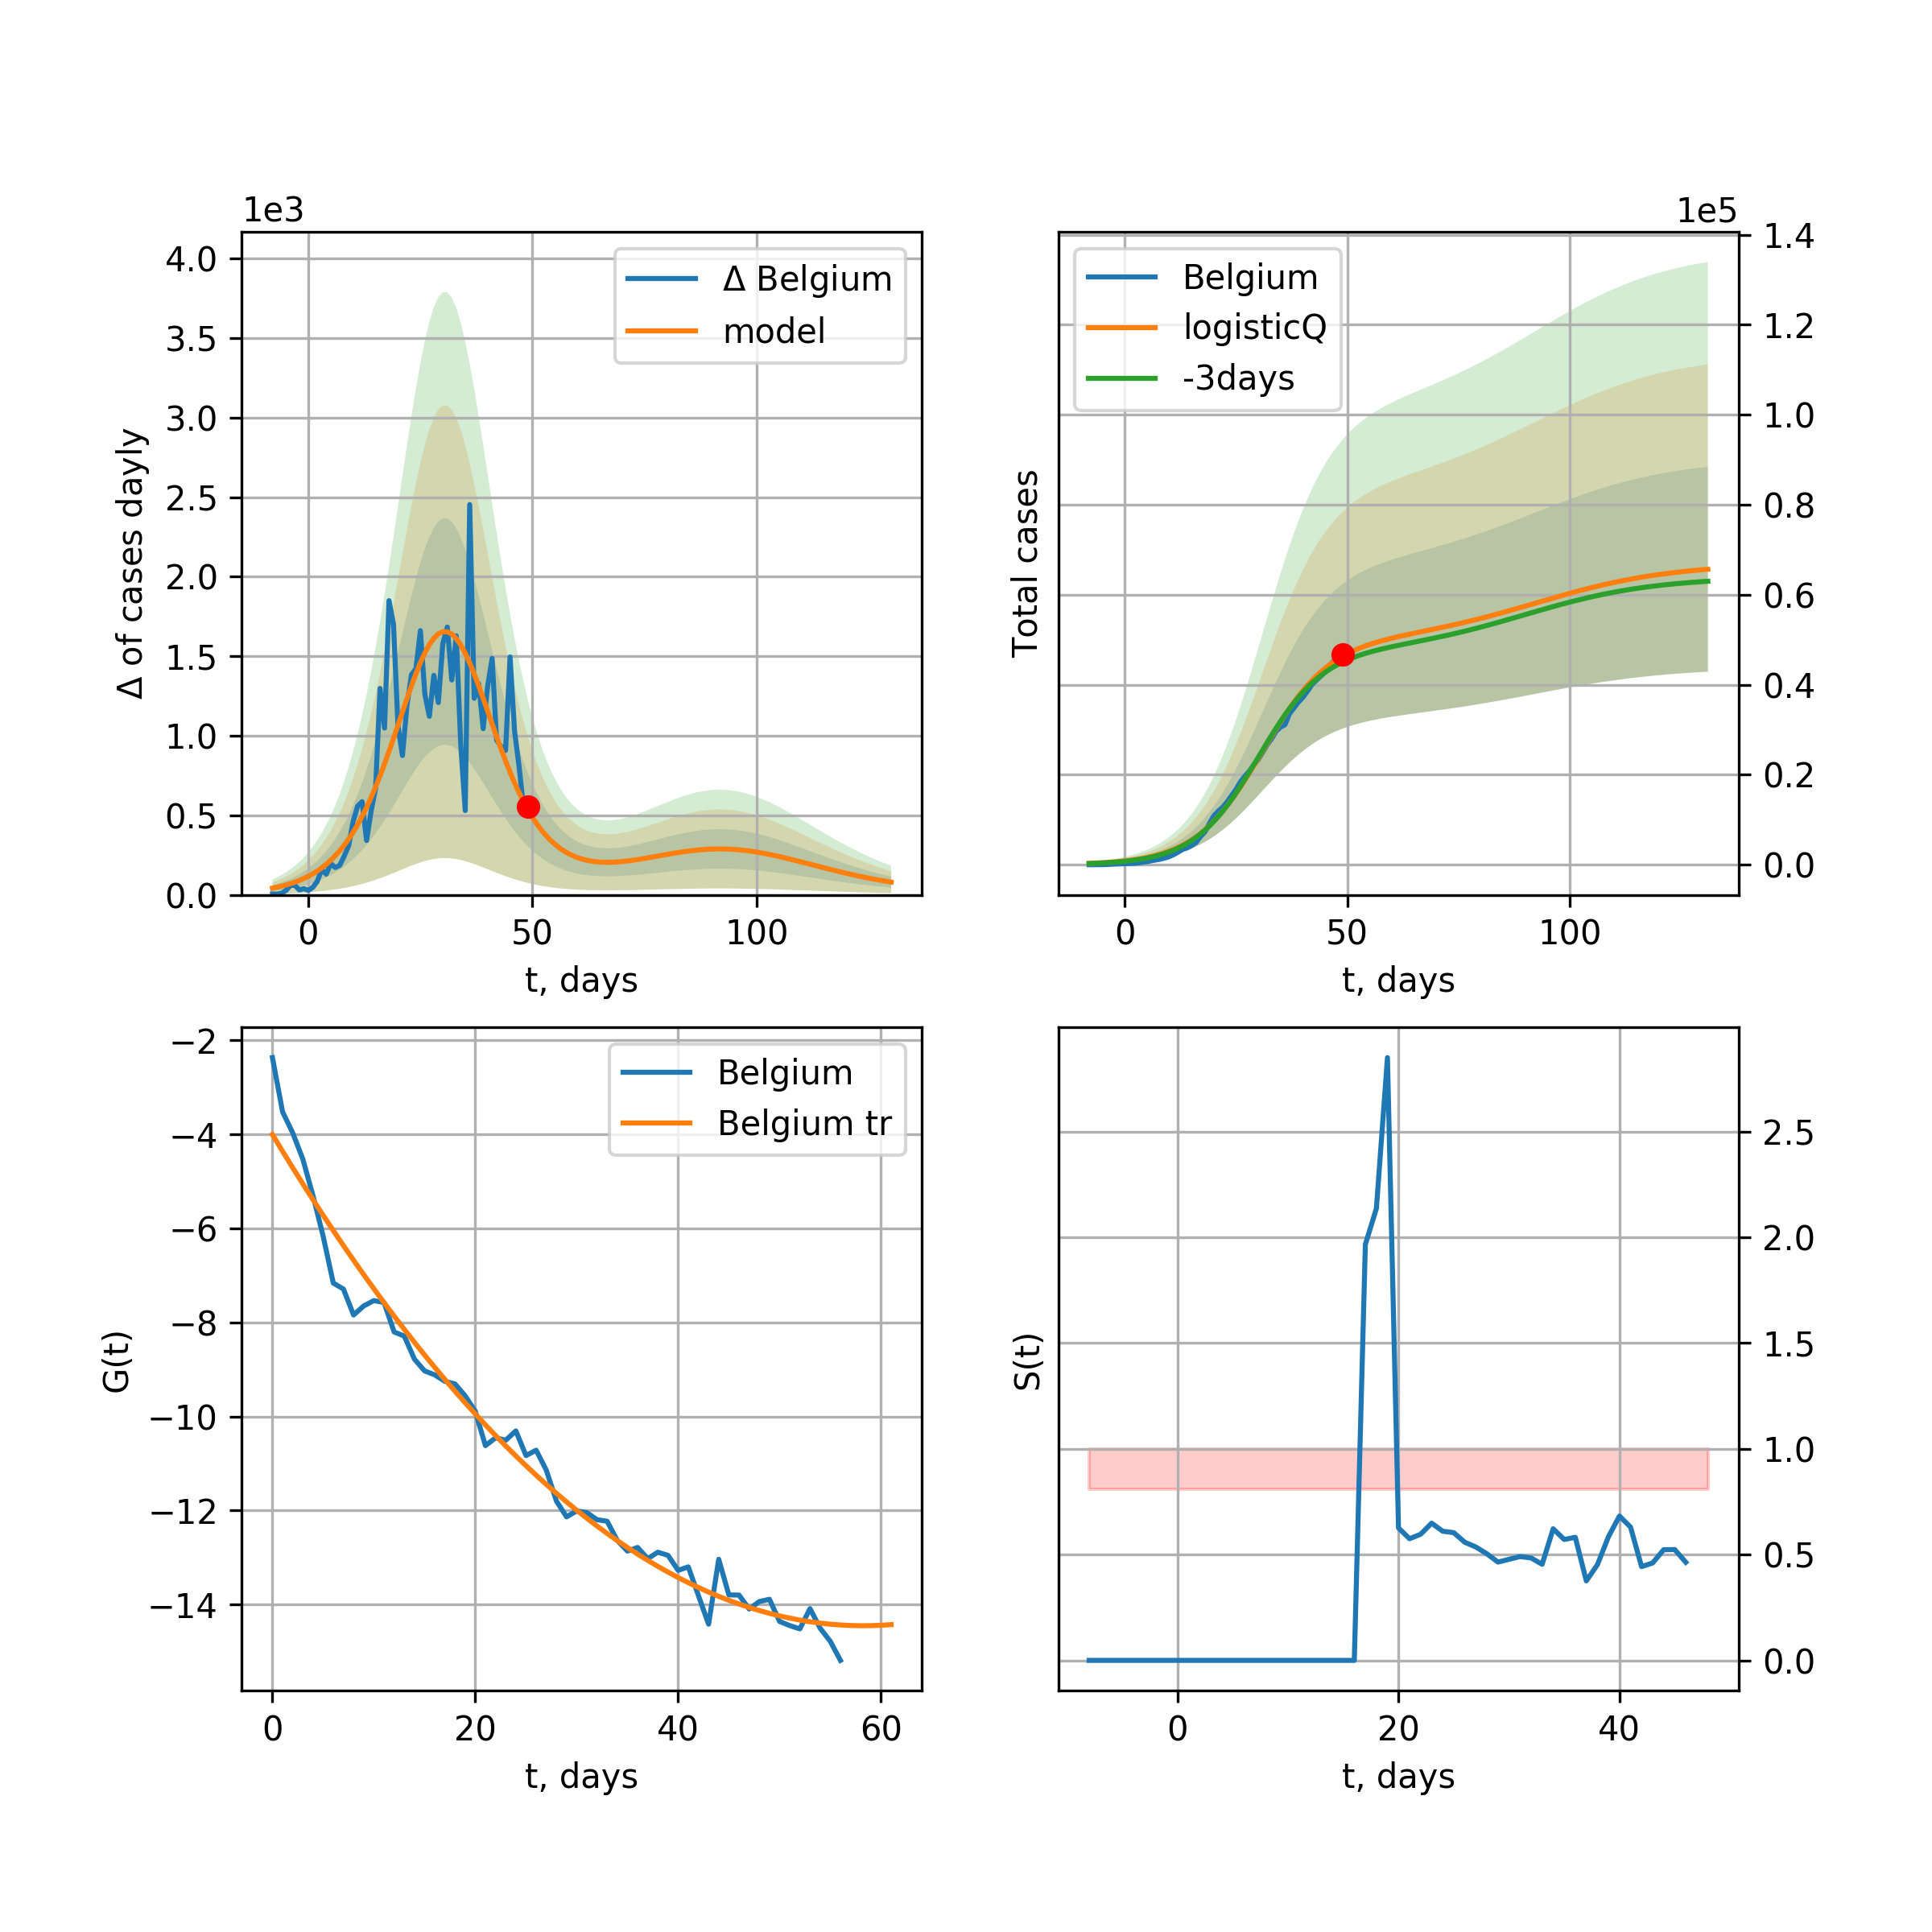 1e3
4.0
3.5
3.0
2.5
2.0
1.5
1.0
0.5
0.0
Δ of cases dayly
Δ Belgium
model
0 50 100
t, days
1e5
1.4
1.2
1.0
0.8
0.6
0.4
0.2
0.0
Total cases
Belgium
logisticQ
-3days
0 50 100
t, days
−2
−4
−6
−8
−10
−12
−14
G(t)
Belgium
Belgium tr
0 20 40 60
t, days
2.5
2.0
1.5
1.0
0.5
0.0
S(t)
0 20 40
t, days